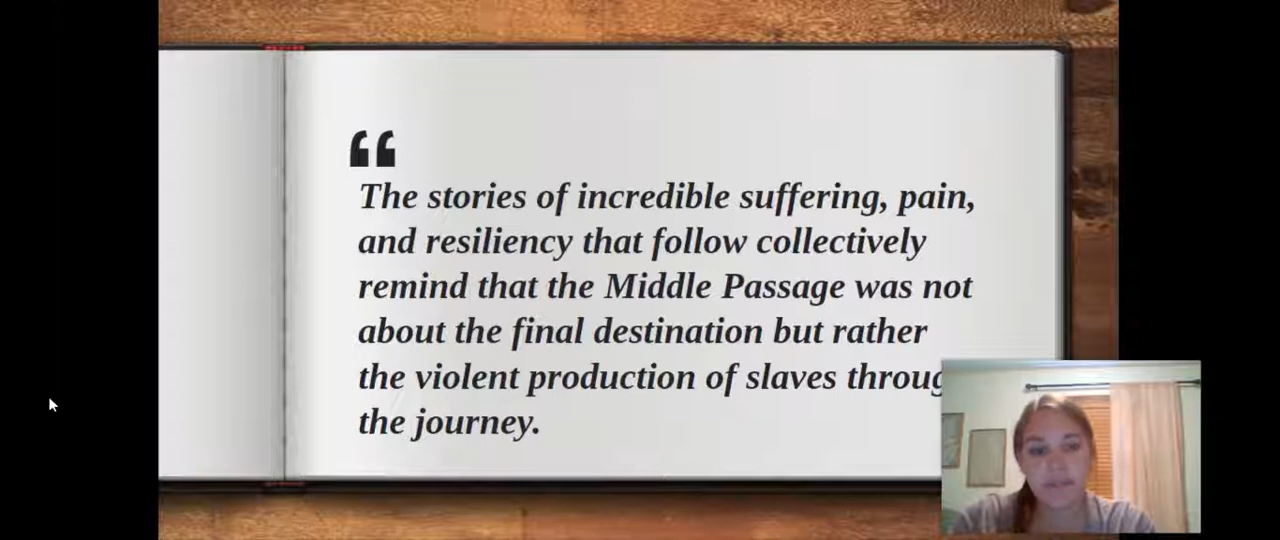 “
The stories of incredible suffering, pain,
and resiliency that follow collectively
remind that the Middle Passage was not
about the final destination but rather
the violent production of slaves
the journey.